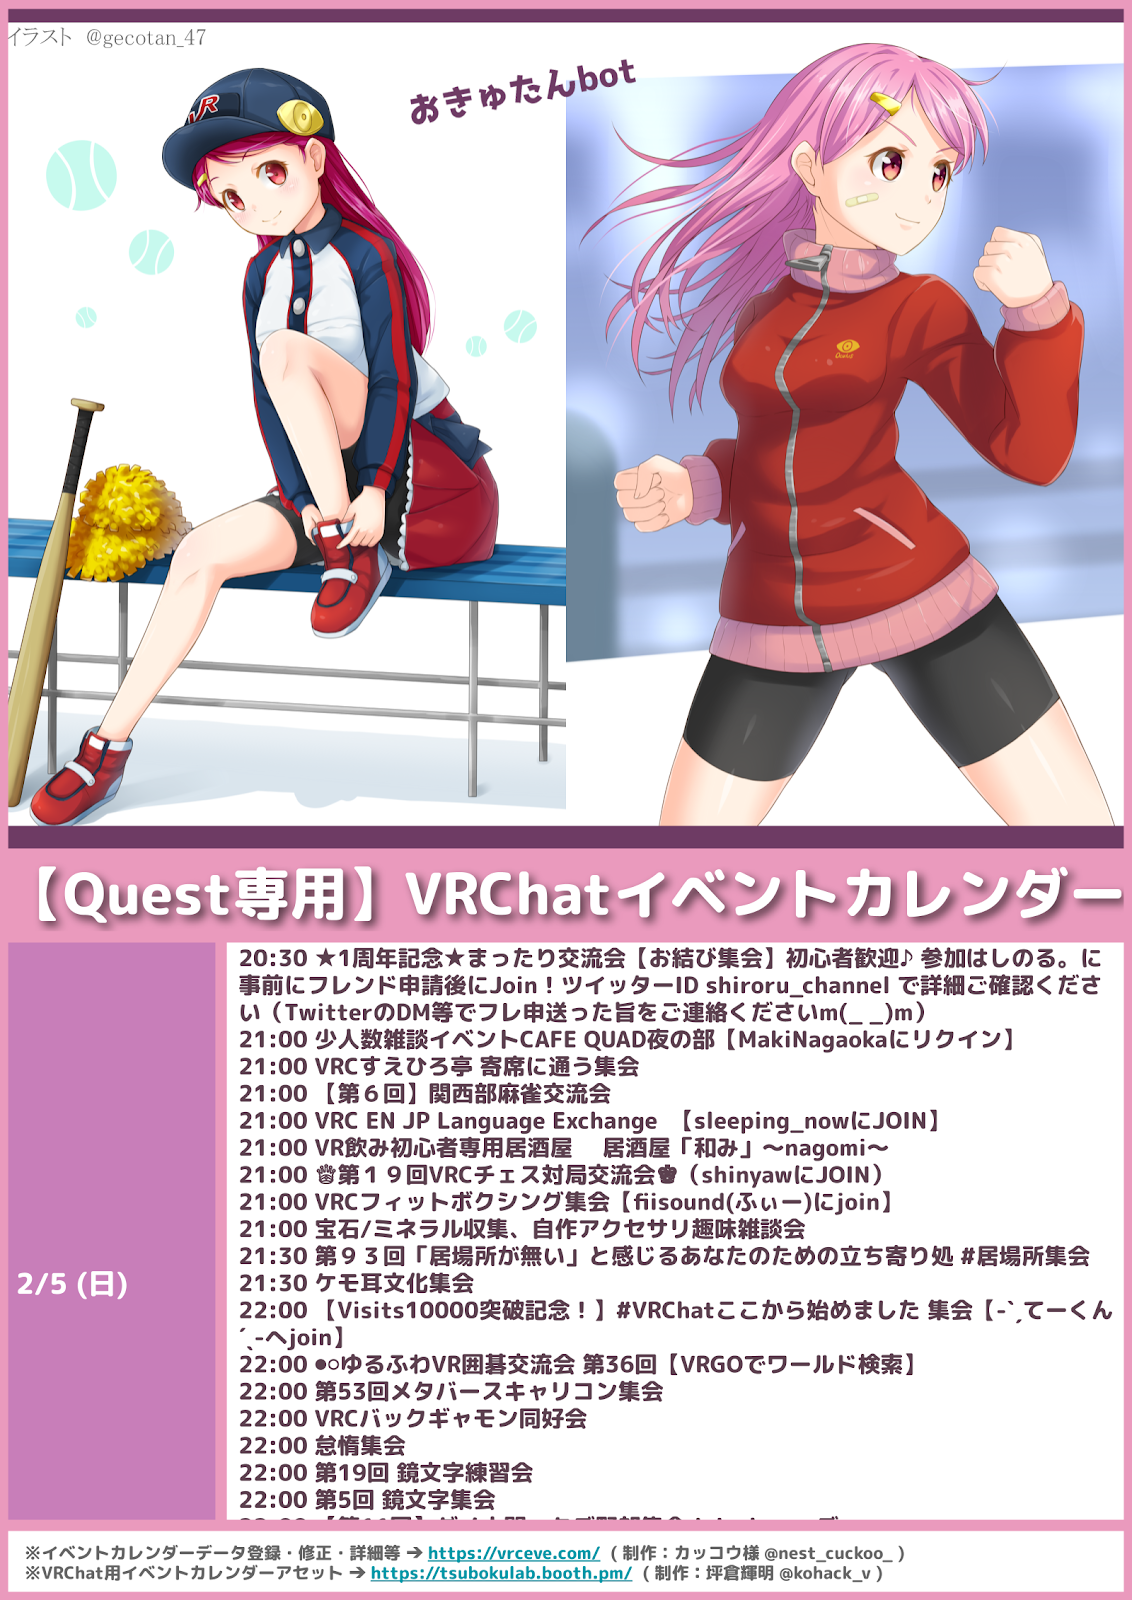 イラスト @gecotan_47
おきゅたんbot
VR
Quest
【Quest専用】VRChatイベントカレンダー
2/5 (日)
20:30 ★1周年記念★まったり交流会【お結び集会】初心者歓迎♪ 参加はしのる。に
事前にフレンド申請後にJoin！ツイッターID shiroru_channel で詳細ご確認くださ
い（TwitterのDM等でフレ申送った旨をご連絡くださいm(_ _)m）
21:00 少人数雑談イベントCAFE QUAD夜の部【MakiNagaokaにリクイン】
21:00 VRCすえひろ亭 寄席に通う集会
21:00 【第６回】関西部麻雀交流会
21:00 VRC EN JP Language Exchange 【sleeping_nowにJOIN】
21:00 VR飲み初心者専用居酒屋　居酒屋「和み」～nagomi～
21:00 ♕第１９回VRCチェス対局交流会♚（shinyawにJOIN）
21:00 VRCフィットボクシング集会【fiisound(ふぃー)にjoin】
21:00 宝石/ミネラル収集、自作アクセサリ趣味雑談会
21:30 第９３回「居場所が無い」と感じるあなたのための立ち寄り処 #居場所集会
21:30 ケモ耳文化集会
22:00 【Visits10000突破記念！】#VRChatここから始めました 集会【-ˋˏてーくん
ˊˎ-へjoin】
22:00 ●○ゆるふわVR囲碁交流会 第36回【VRGOでワールド検索】
22:00 第53回メタバースキャリコン集会
22:00 VRCバックギャモン同好会
22:00 怠惰集会
22:00 第19回 鏡文字練習会
22:00 第5回 鏡文字集会
※イベントカレンダーデータ登録・修正・詳細等 ➔ https://vrceve.com/ ( 制作：カッコウ様 @nest_cuckoo_ )
※VRChat用イベントカレンダーアセット ➔ https://tsubokulab.booth.pm/ ( 制作：坪倉輝明 @kohack_v )